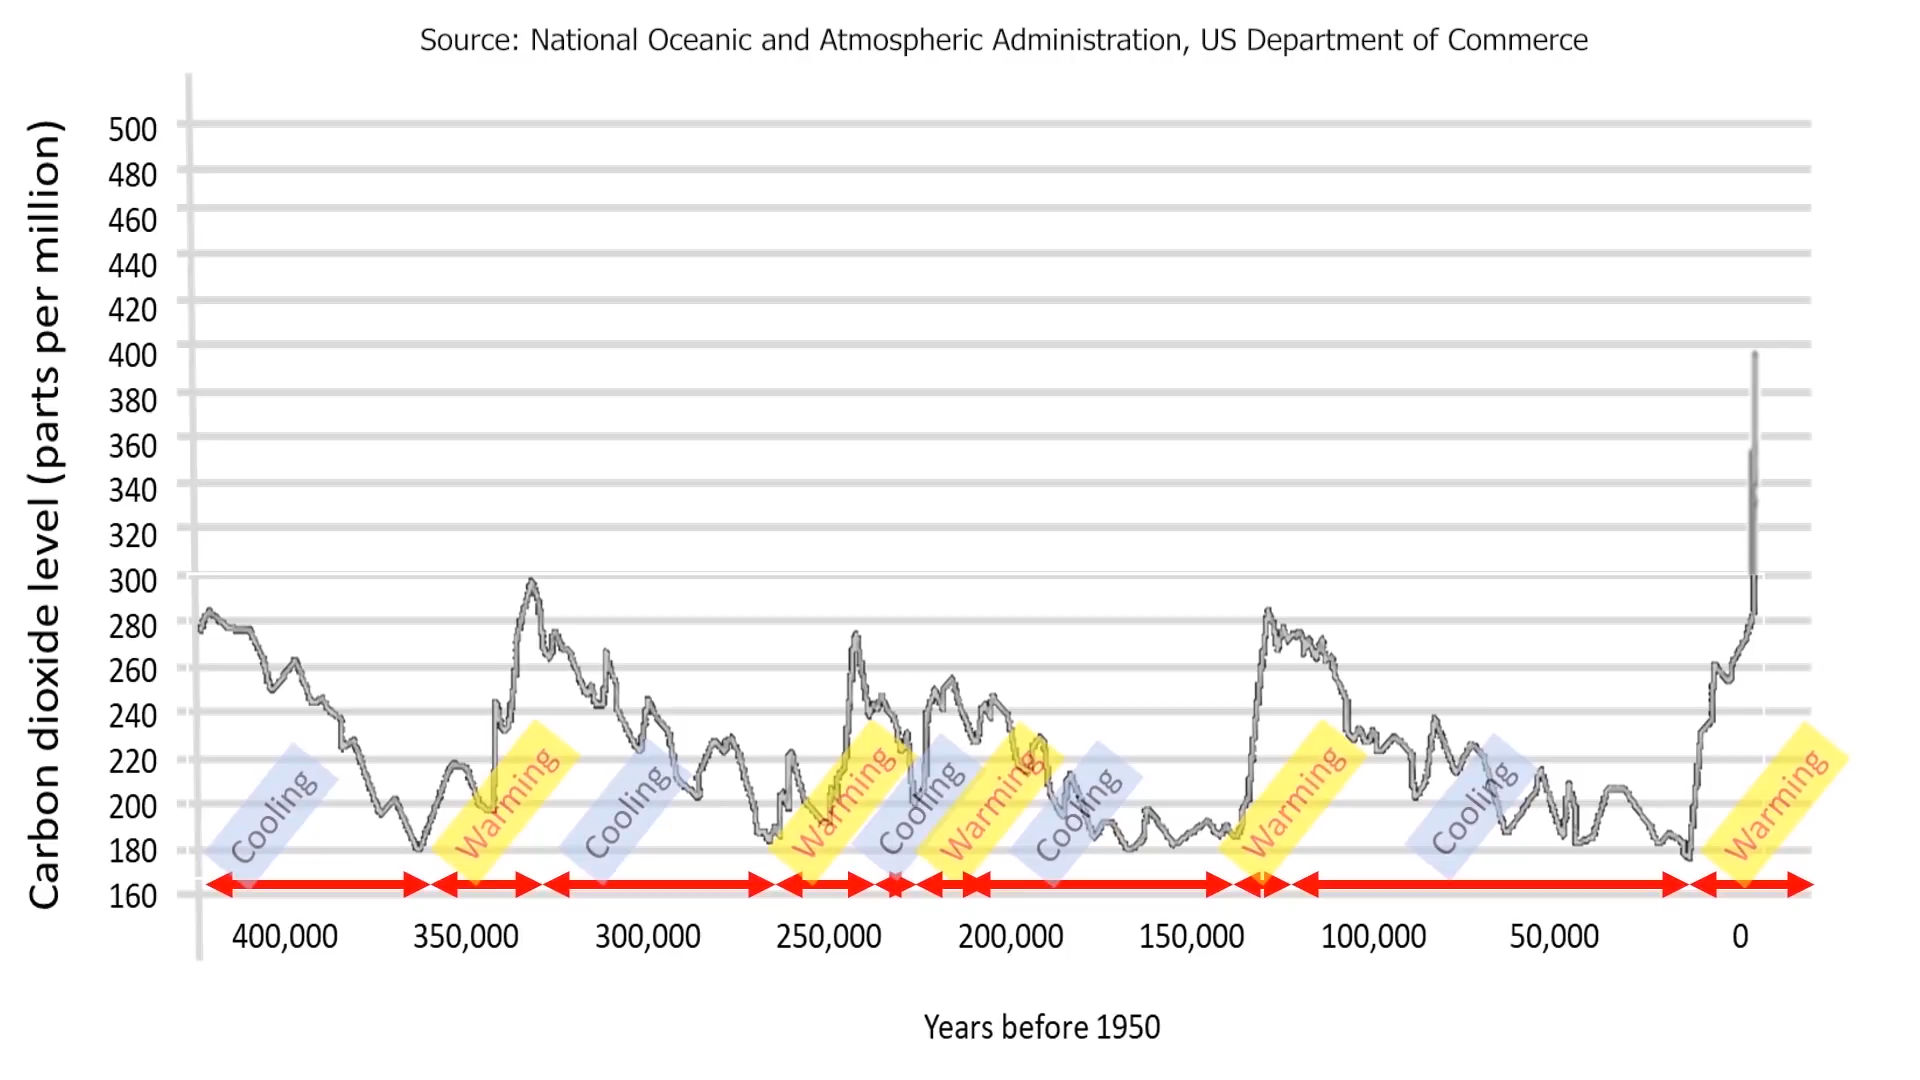 Source: National Oceanic and Atmospheric Administration, US Department of Commerce
Carbon dioxide level (parts per million)
500
480
460
440
420
400
380
360
340
320
300
280
260
240
220
200
180
160
Cooling
Warming
Cooling
Warming
Cooling
Warming
Cooling
Warming
Cooling
Warming
400,000 350,000 300,000 250,000 200,000 150,000 100,000 50,000 0
Years before 1950